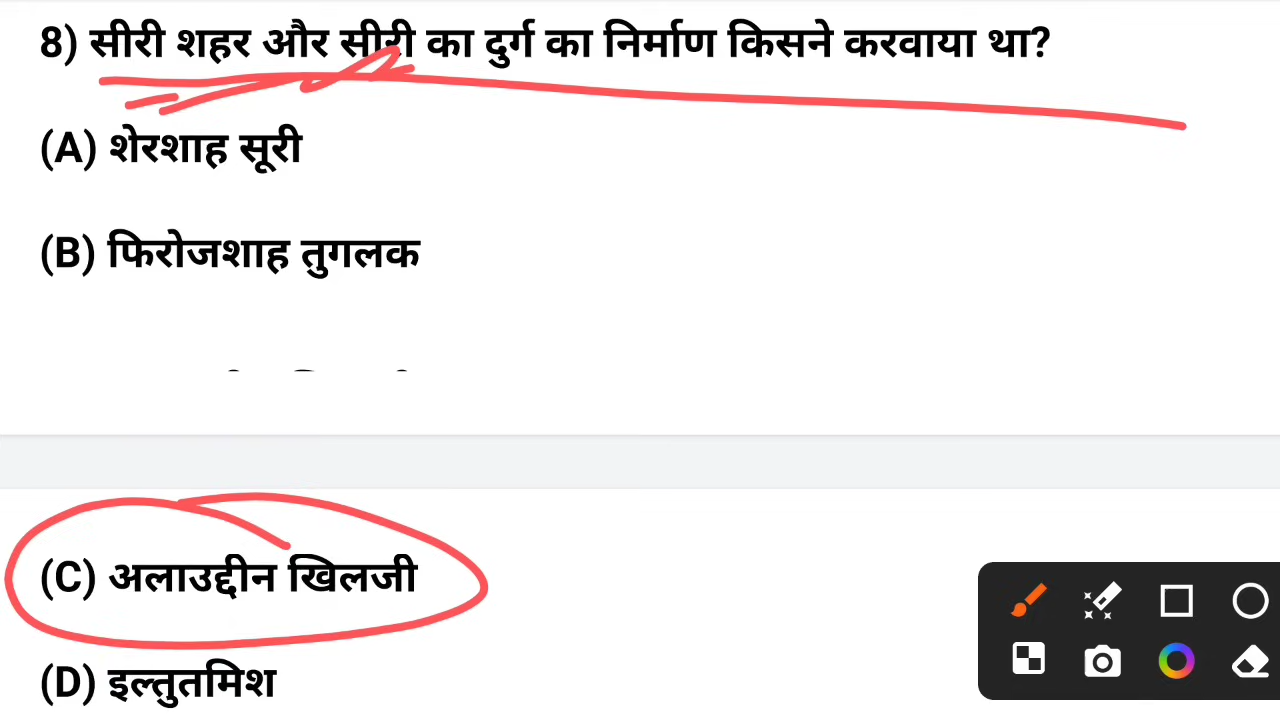 8) सीरी शहर और सीरी का दुर्ग का निर्माण किसने करवाया था?
(A) शेरशाह सूरी
(B) फिरोजशाह तुगलक
(C) अलाउद्दीन खिलजी
(D) इल्तुतमिश